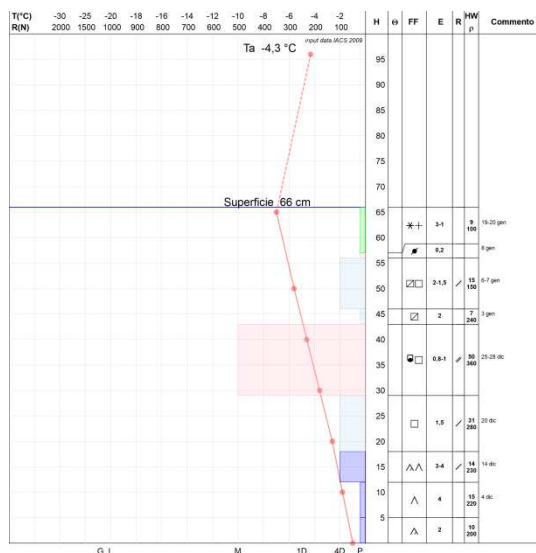 T(°C) -30 -25 -20 -16 -12 -10 -8 -6 -4 -2 H Θ FF E R HW Commento
R(N) 2000 1500 1000 900 800 700 600 500 400 200 100 ρ
input data IACS 2009
Ta -4,3 °C
95
90
85
80
75
70
Superficie 66 cm
65
60 3-1 9 19-20 gen
100
0,2 8 gen
55
50 2-1,5 15 6-7 gen
150
45 2 7 3 gen
240
40
35 0,8-1 50 25-28 dic
360
30
25 1,5 31 20 dic
280
20
15 3-4 14 14 dic
230
10 4 15 4 dic
220
5 2 10
200
M 1D 4D P